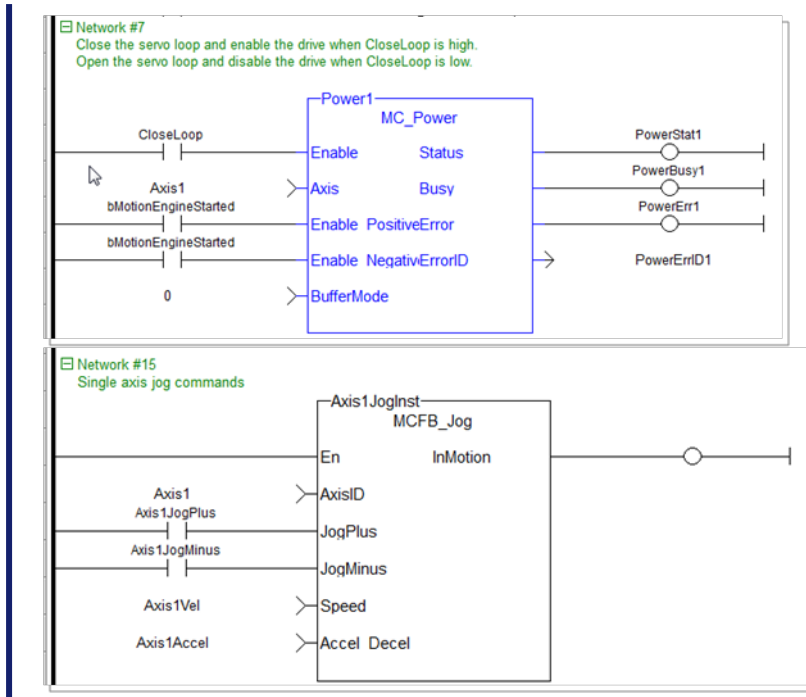 Network #7
Close the servo loop and enable the drive when CloseLoop is high.
Open the servo loop and disable the drive when CloseLoop is low.
Power1
MC_Power
CloseLoop
PowerStat1
Enable Status
PowerBusy1
Axis1
Axis Busy
bMotionEngineStarted
PowerErr1
Enable PositiveError
bMotionEngineStarted
Enable NegativErrorID
PowerErrID1
0
BufferMode
Network #15
Single axis jog commands
Axis1JogInst
MCFB_Jog
En InMotion
Axis1
AxisID
Axis1JogPlus
JogPlus
Axis1JogMinus
JogMinus
Axis1Vel
Speed
Axis1Accel
Accel Decel